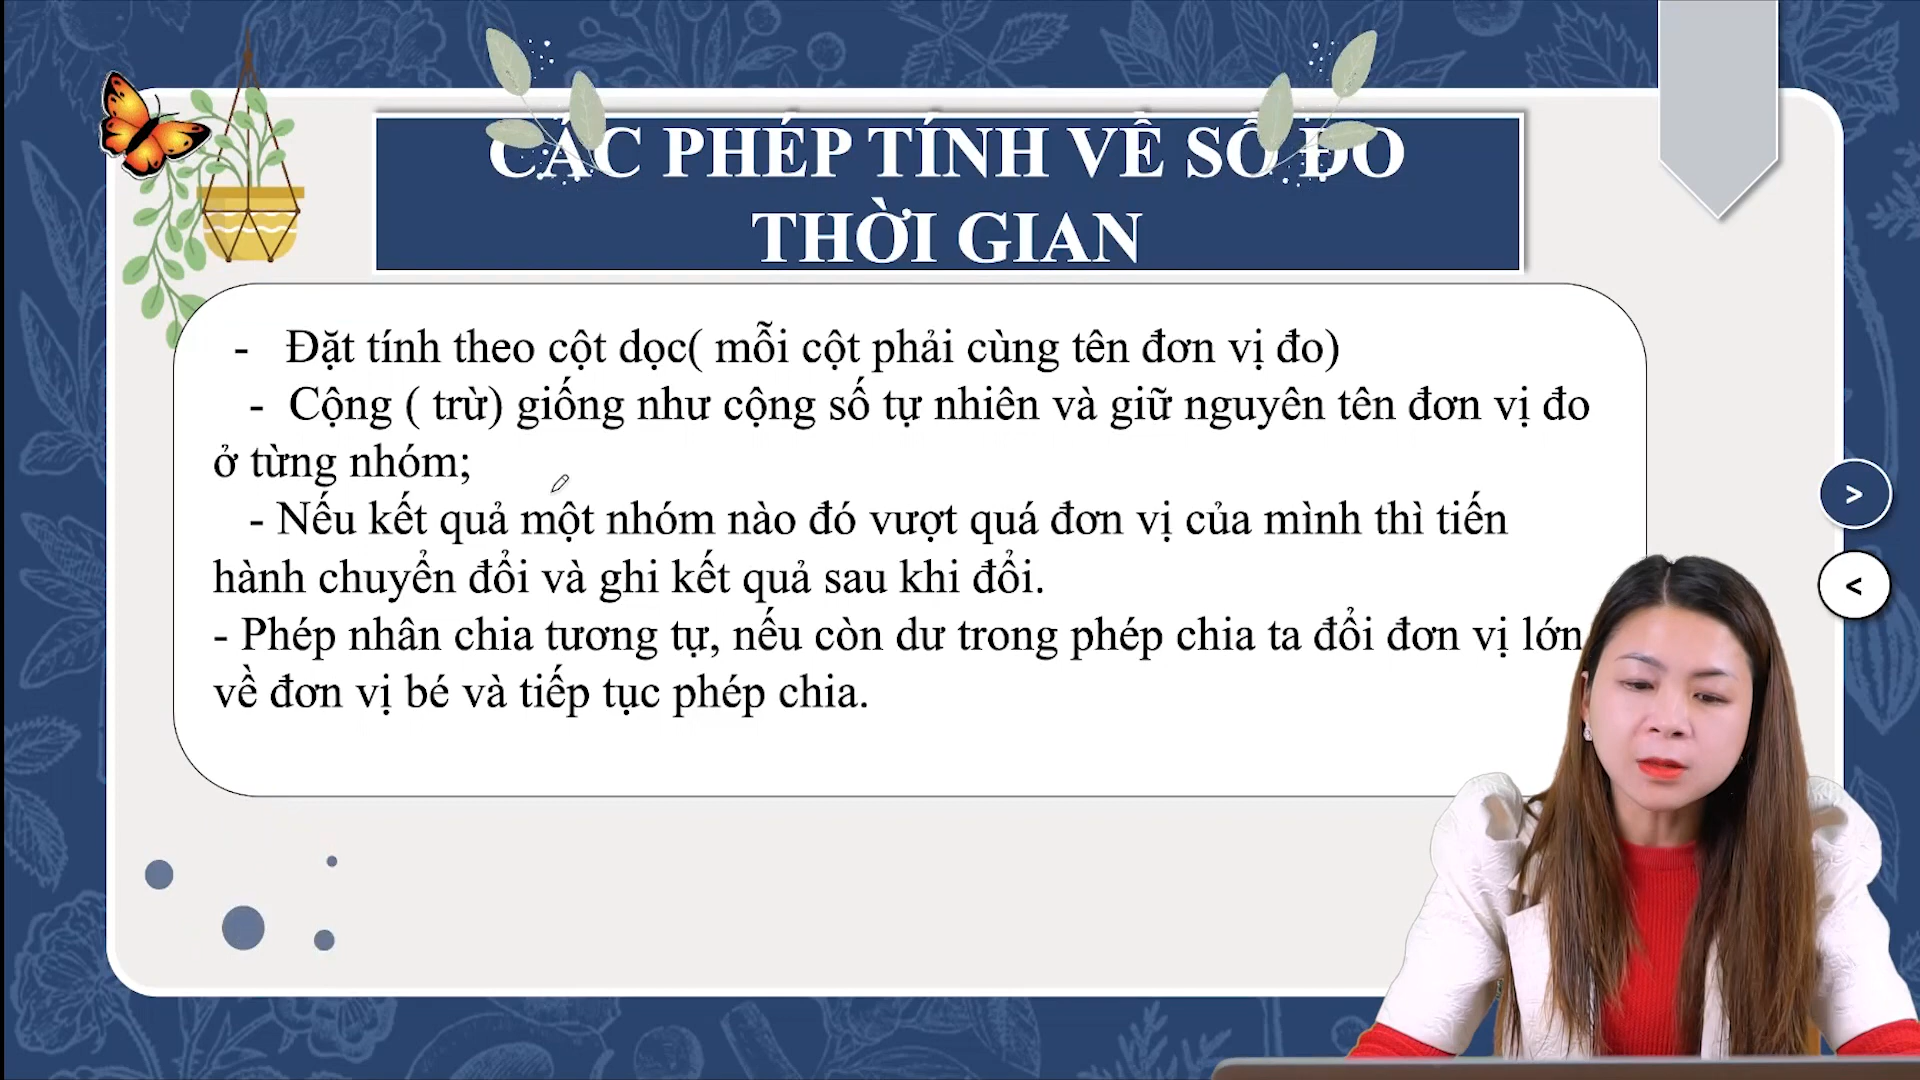 CÁC PHÉP TÍNH VỀ SỐ ĐO
THỜI GIAN
- Đặt tính theo cột dọc( mỗi cột phải cùng tên đơn vị đo)
- Cộng ( trừ) giống như cộng số tự nhiên và giữ nguyên tên đơn vị đo
ở từng nhóm;
- Nếu kết quả một nhóm nào đó vượt quá đơn vị của mình thì tiến
hành chuyển đổi và ghi kết quả sau khi đổi.
- Phép nhân chia tương tự, nếu còn dư trong phép chia ta đổi đơn vị lớn
về đơn vị bé và tiếp tục phép chia.
>
<